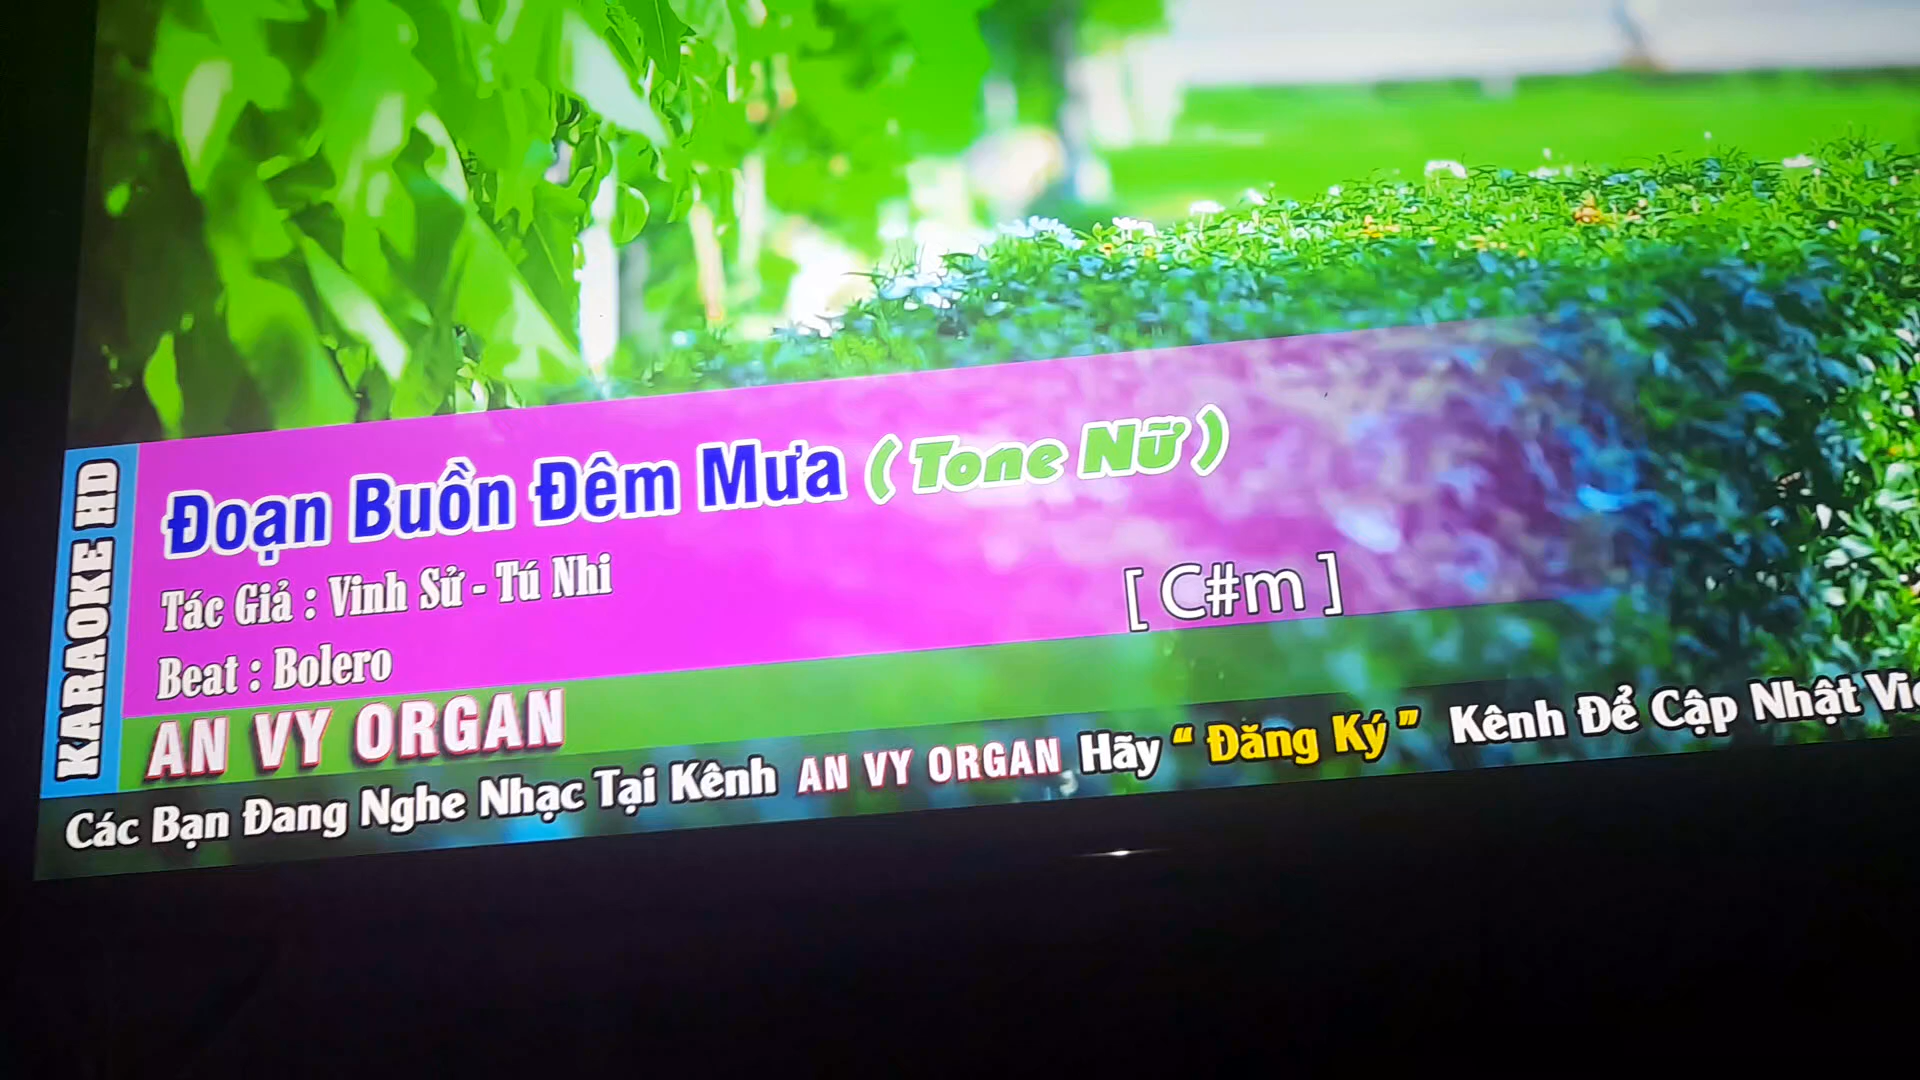 KARAOKE HD
Đoạn Buồn Đêm Mưa ( Tone Nữ )
Tác Giả : Vinh Sử - Tú Nhi
[ C#m ]
Beat : Bolero
AN VY ORGAN
Các Bạn Đang Nghe Nhạc Tại Kênh AN VY ORGAN Hãy “ Đăng Ký ” Kênh Để Cập Nhật